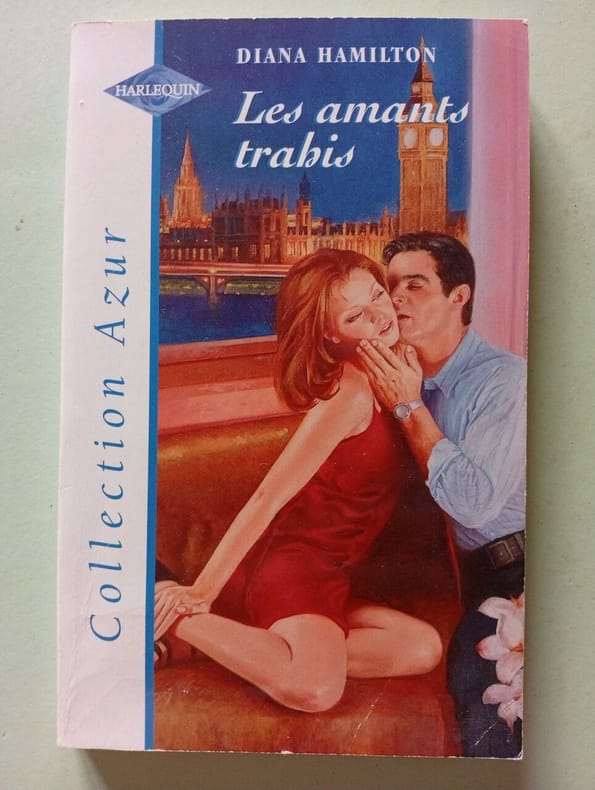 DIANA HAMILTON
HARLEQUIN
Les amants
trahis
Collection Azur